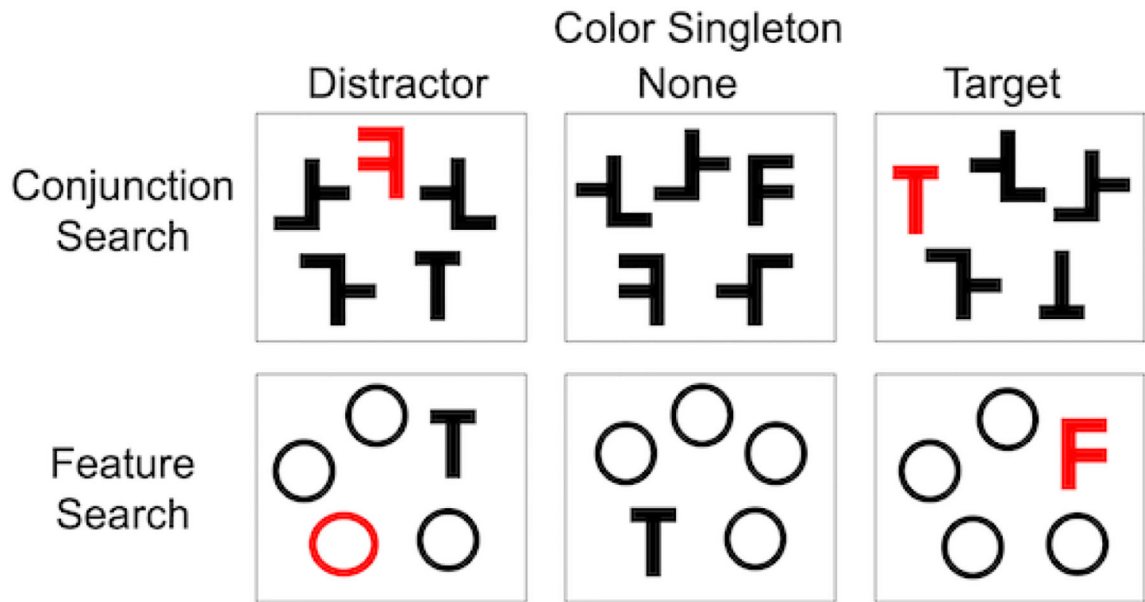 Color Singleton
Distractor
None
Target
Conjunction
Search
F
T
T
Feature
Search
T
T
F